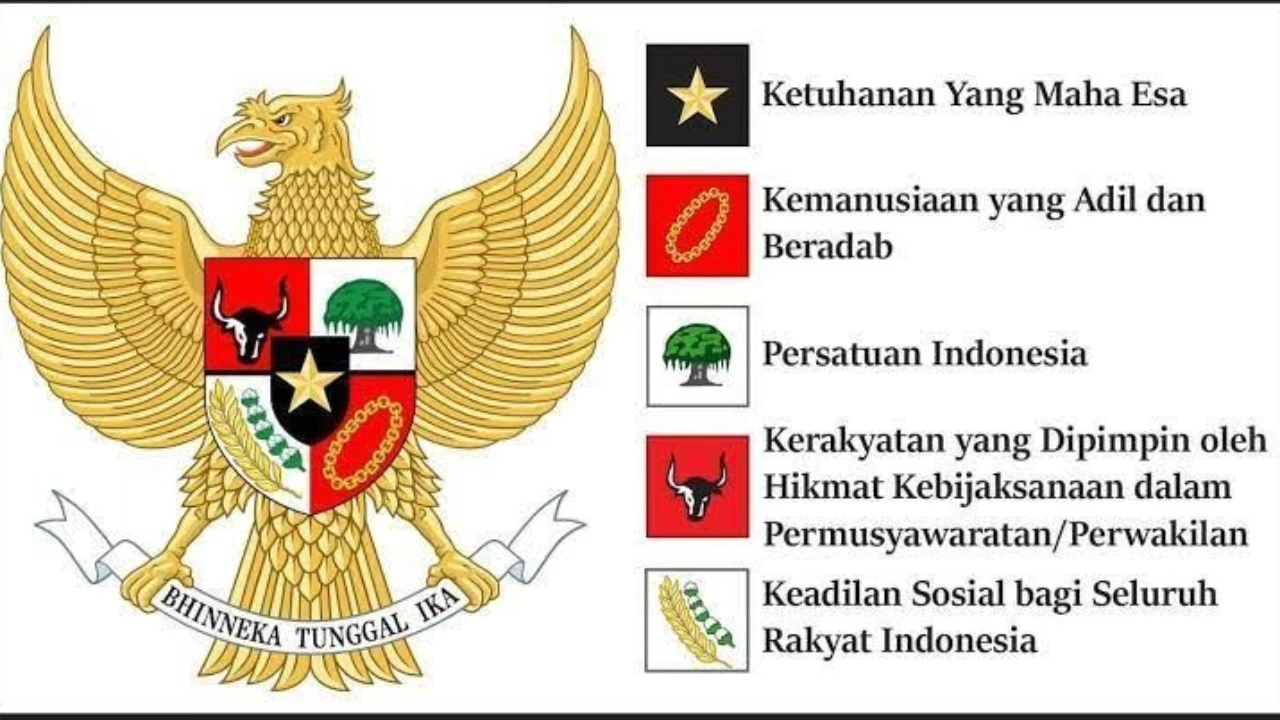 BHINNEKA TUNGGAL IKA
Ketuhanan Yang Maha Esa
Kemanusiaan yang Adil dan
Beradab
Persatuan Indonesia
Kerakyatan yang Dipimpin oleh
Hikmat Kebijaksanaan dalam
Permusyawaratan/Perwakilan
Keadilan Sosial bagi Seluruh
Rakyat Indonesia